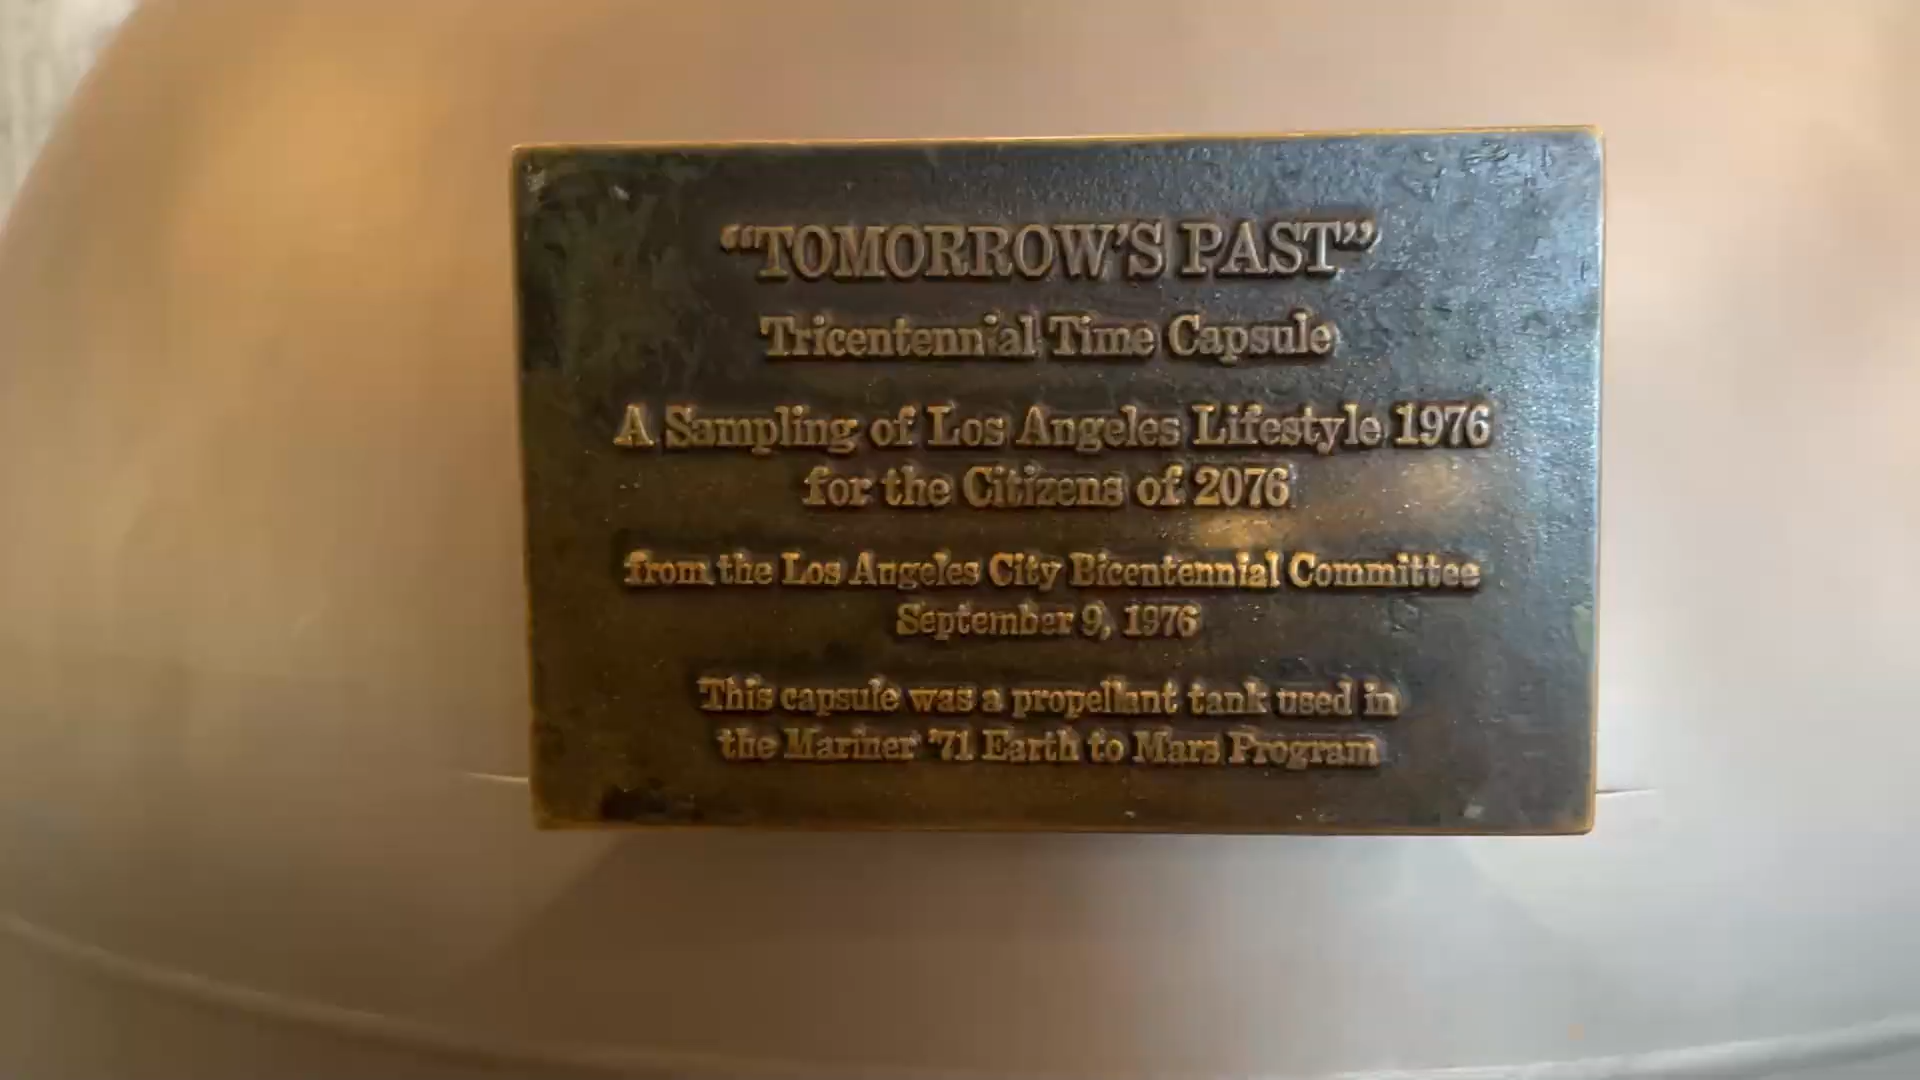 “TOMORROW’S PAST”
Tricentennial Time Capsule
A Sampling of Los Angeles Lifestyle 1976
for the Citizens of 2076
from the Los Angeles City Bicentennial Committee
September 9, 1976
This capsule was a propellant tank used in
the Mariner ’71 Earth to Mars Program